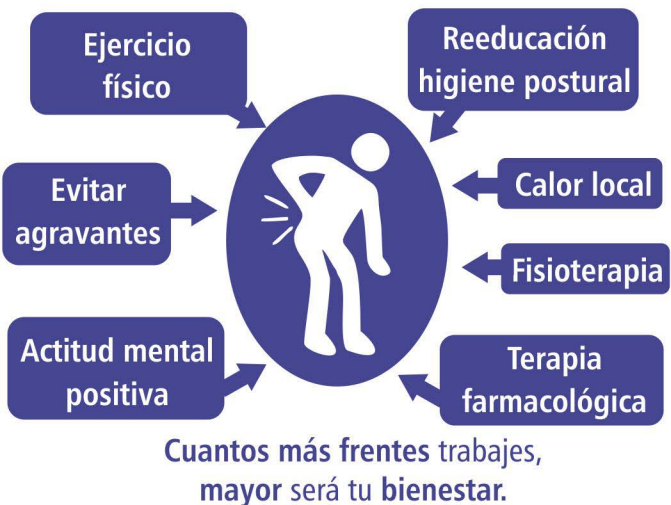 Ejercicio
físico
Reeducación
higiene postural
Evitar
agravantes
Calor local
Fisioterapia
Actitud mental
positiva
Terapia
farmacológica
Cuantos más frentes trabajes,
mayor será tu bienestar.